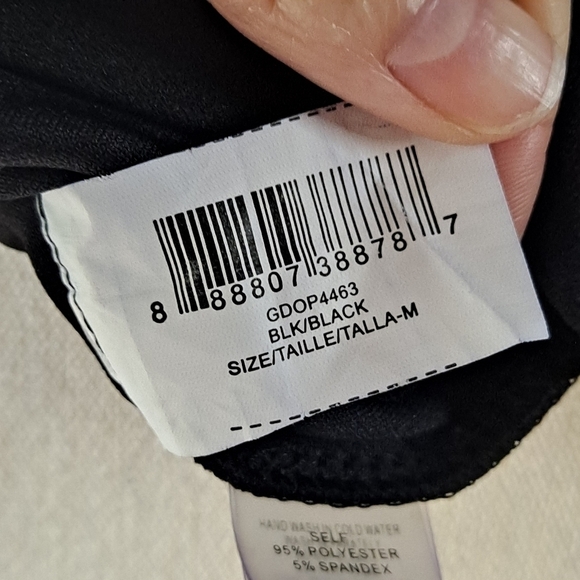 8 88807 38878 7
GDOP4463
BLK/BLACK
SIZE/TAILLE/TALLA-M
HAND WASH IN COLD WATER
SELF
95% POLYESTER
5% SPANDEX